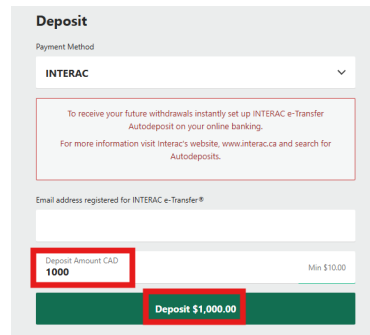 Deposit
Payment Method
INTERAC
To receive your future withdrawals instantly set up INTERAC e-Transfer
Autodeposit on your online banking.
For more information visit Interac's website, www.interac.ca and search for
Autodeposits.
Email address registered for INTERAC e-Transfer®
Deposit Amount CAD
1000
Min $10.00
Deposit $1,000.00